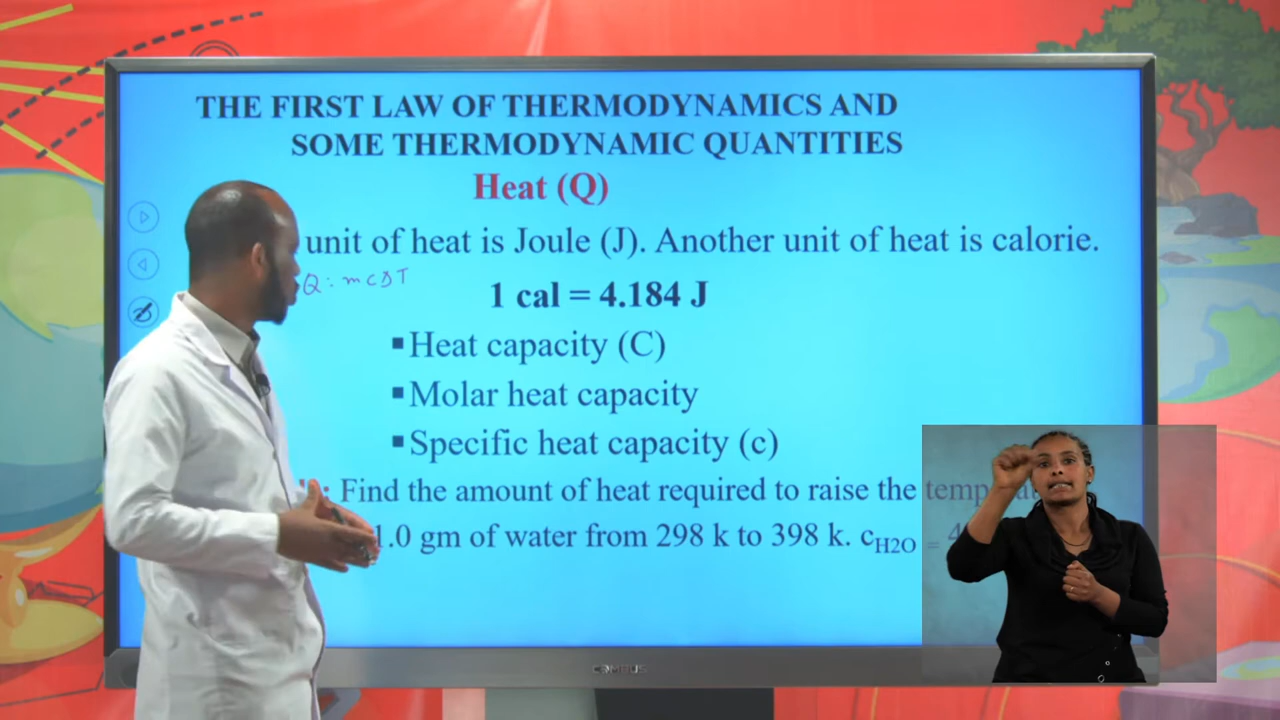 THE FIRST LAW OF THERMODYNAMICS AND
SOME THERMODYNAMIC QUANTITIES
Heat (Q)
unit of heat is Joule (J). Another unit of heat is calorie.
Q: mcΔT
1 cal = 4.184 J
▪Heat capacity (C)
▪Molar heat capacity
▪Specific heat capacity (c)
: Find the amount of heat required to raise the
1.0 gm of water from 298 k to 398 k. cH2O =